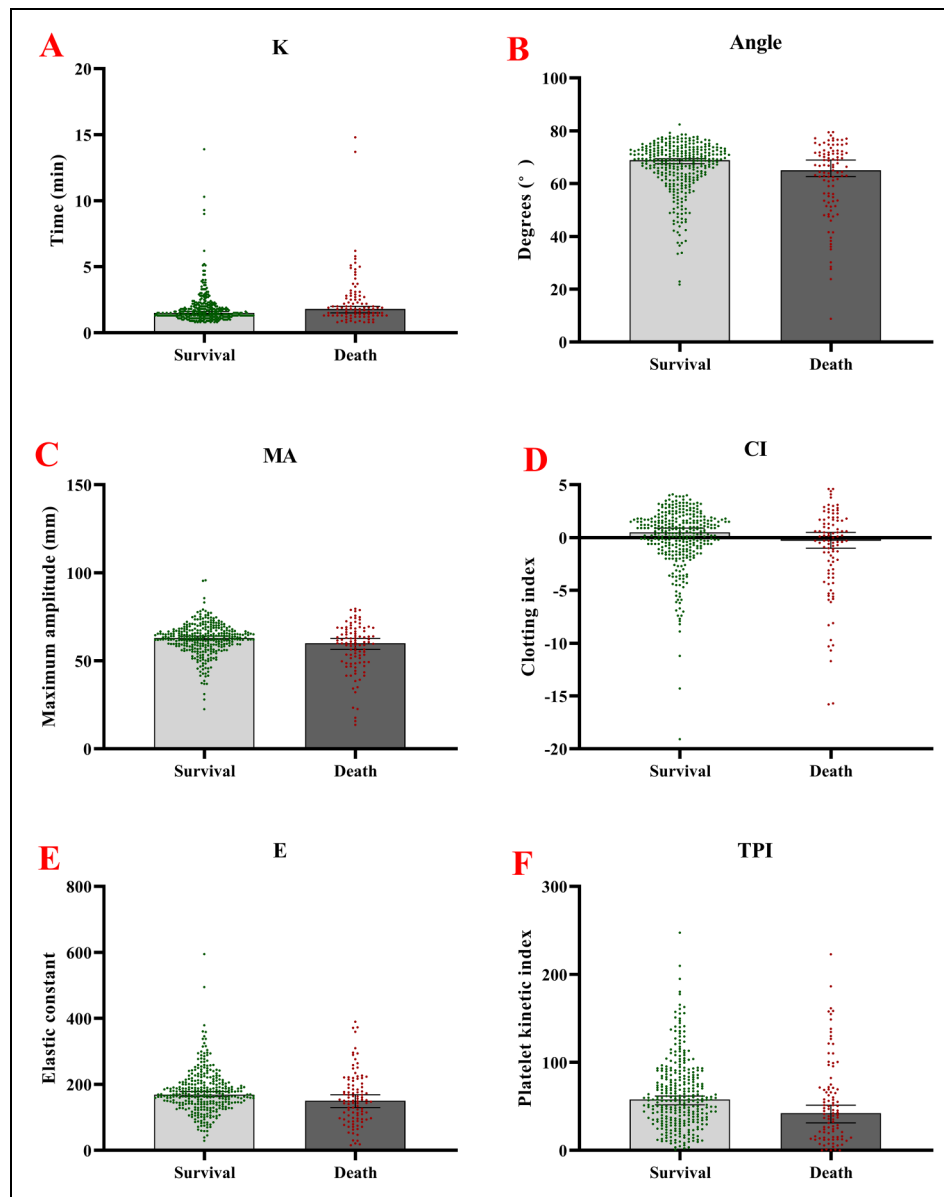 A
K
Time (min)
20
15
10
5
0
Survival
Death
B
Angle
Degrees (°)
100
80
60
40
20
0
Survival
Death
C
MA
Maximum amplitude (mm)
150
100
50
0
Survival
Death
D
CI
Clotting index
5
0
-5
-10
-15
-20
Survival
Death
E
E
Elastic constant
800
600
400
200
0
Survival
Death
F
TPI
Platelet kinetic index
300
200
100
0
Survival
Death